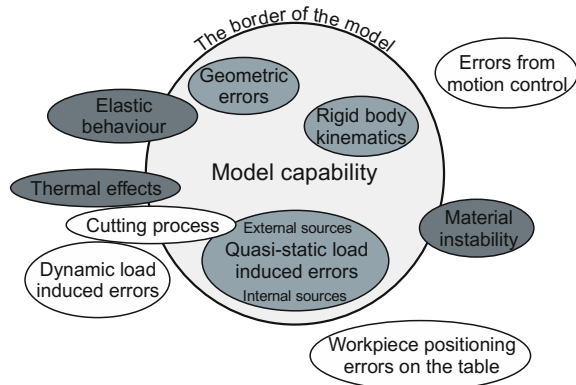 The border of the model
Geometric
errors
Errors from
motion control
Elastic
behaviour
Rigid body
kinematics
Model capability
Thermal effects
Cutting process
External sources
Quasi-static load
induced errors
Internal sources
Material
instability
Dynamic load
induced errors
Workpiece positioning
errors on the table